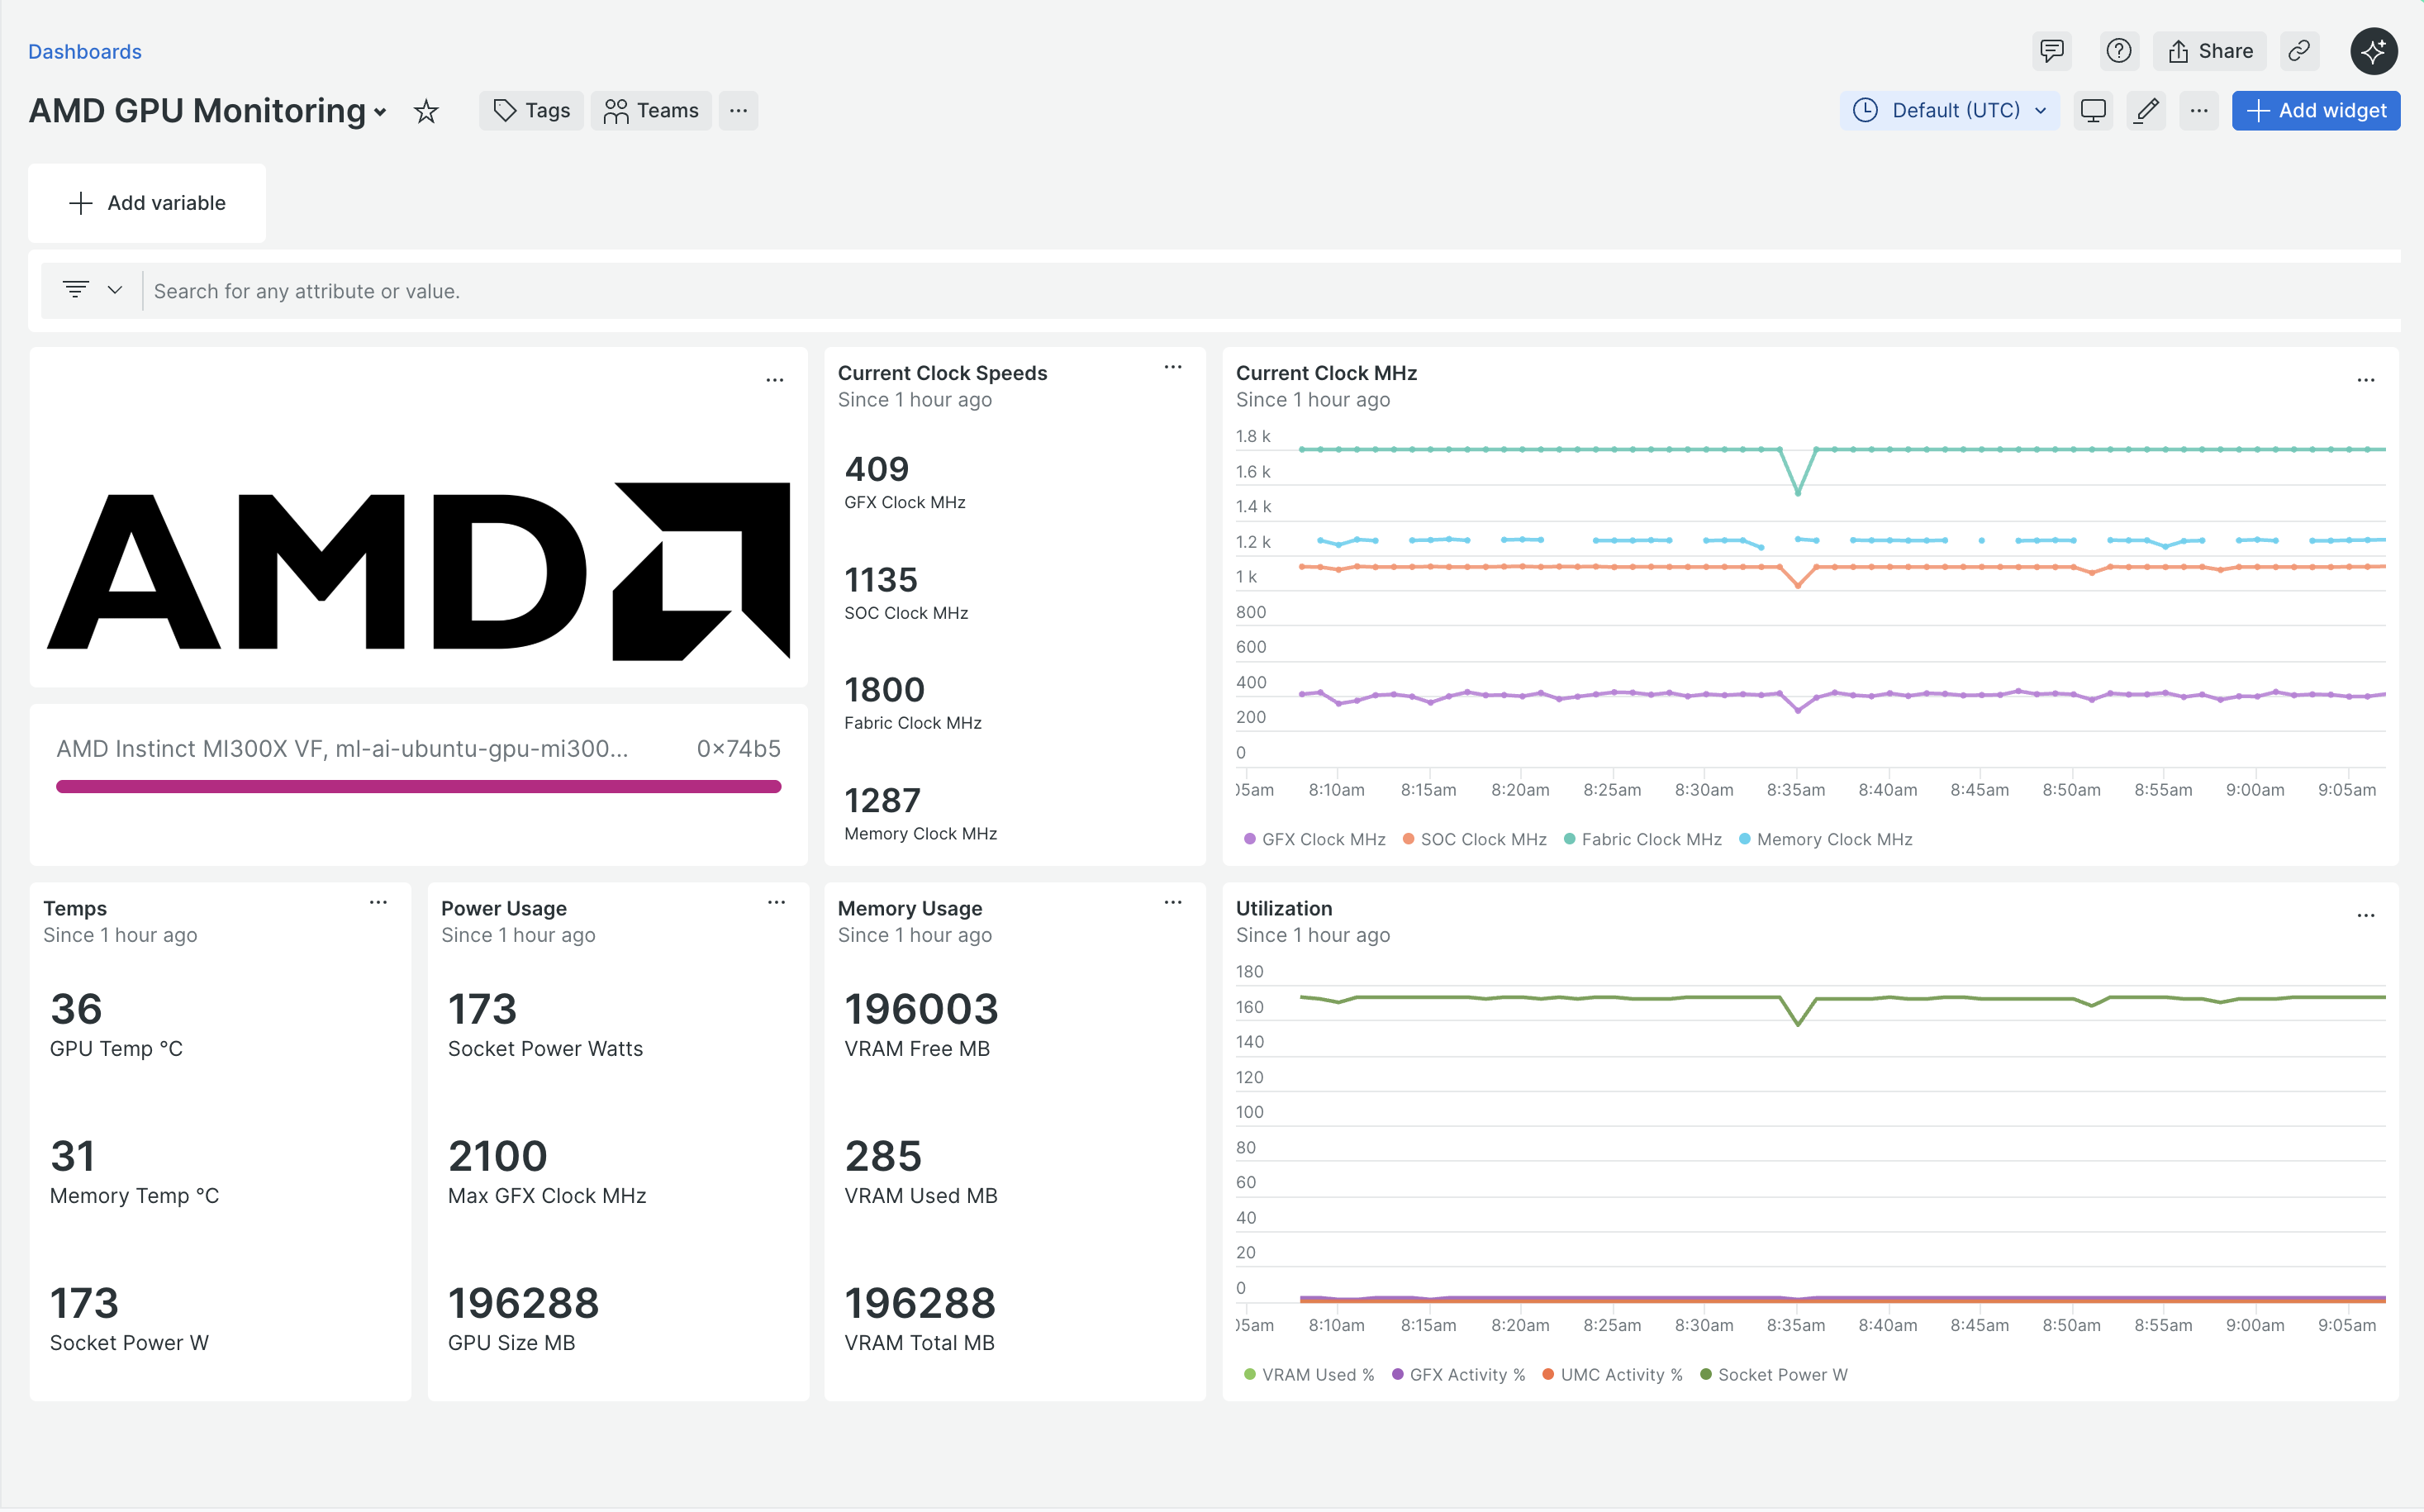 Dashboards
Share
AMD GPU Monitoring
Tags
Teams
Default (UTC)
Add widget
Add variable
Search for any attribute or value.
AMD
AMD Instinct MI300X VF, ml-ai-ubuntu-gpu-mi300... 0x74b5
Current Clock Speeds
Since 1 hour ago
409
GFX Clock MHz
1135
SOC Clock MHz
1800
Fabric Clock MHz
1287
Memory Clock MHz
Current Clock MHz
Since 1 hour ago
1.8 k
1.6 k
1.4 k
1.2 k
1 k
800
600
400
200
0
05am 8:10am 8:15am 8:20am 8:25am 8:30am 8:35am 8:40am 8:45am 8:50am 8:55am 9:00am 9:05am
GFX Clock MHz SOC Clock MHz Fabric Clock MHz Memory Clock MHz
Temps
Since 1 hour ago
36
GPU Temp °C
31
Memory Temp °C
173
Socket Power W
Power Usage
Since 1 hour ago
173
Socket Power Watts
2100
Max GFX Clock MHz
196288
GPU Size MB
Memory Usage
Since 1 hour ago
196003
VRAM Free MB
285
VRAM Used MB
196288
VRAM Total MB
Utilization
Since 1 hour ago
180
160
140
120
100
80
60
40
20
0
05am 8:10am 8:15am 8:20am 8:25am 8:30am 8:35am 8:40am 8:45am 8:50am 8:55am 9:00am 9:05am
VRAM Used % GFX Activity % UMC Activity % Socket Power W